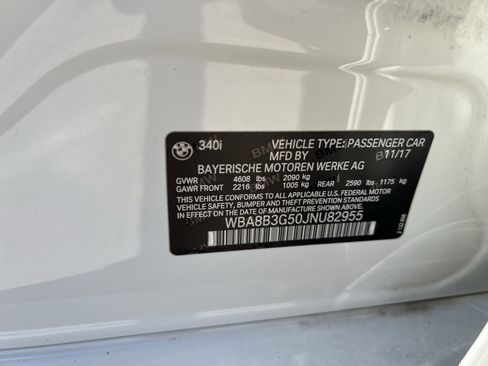 340i VEHICLE TYPE: PASSENGER CAR
MFD BY 11/17
BAYERISCHE MOTOREN WERKE AG
GVWR 4608 lbs 2090 kg
GAWR FRONT 2216 lbs 1005 kg REAR 2590 lbs 1175 kg
THIS VEHICLE CONFORMS TO ALL APPLICABLE U.S. FEDERAL MOTOR
VEHICLE SAFETY, BUMPER, AND THEFT PREVENTION STANDARDS IN
EFFECT ON THE DATE OF MANUFACTURE SHOWN ABOVE.
WBA8B3G50JNU82955